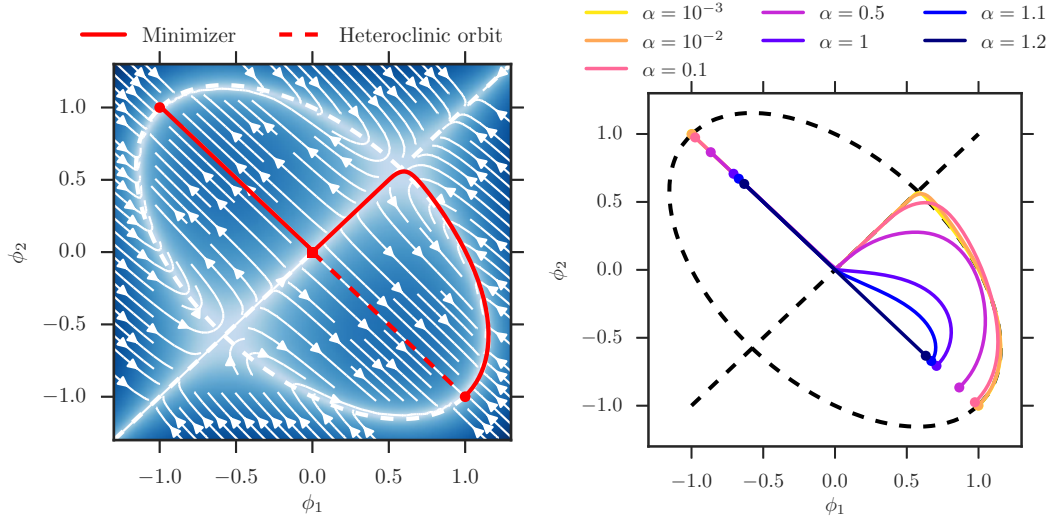 Minimizer
Heteroclinic orbit
1.0
0.5
0.0
−0.5
−1.0
ϕ₂
−1.0 −0.5 0.0 0.5 1.0
ϕ₁
α = 10⁻³
α = 10⁻²
α = 0.1
α = 0.5
α = 1
α = 1.1
α = 1.2
1.0
0.5
0.0
−0.5
−1.0
ϕ₂
−1.0 −0.5 0.0 0.5 1.0
ϕ₁